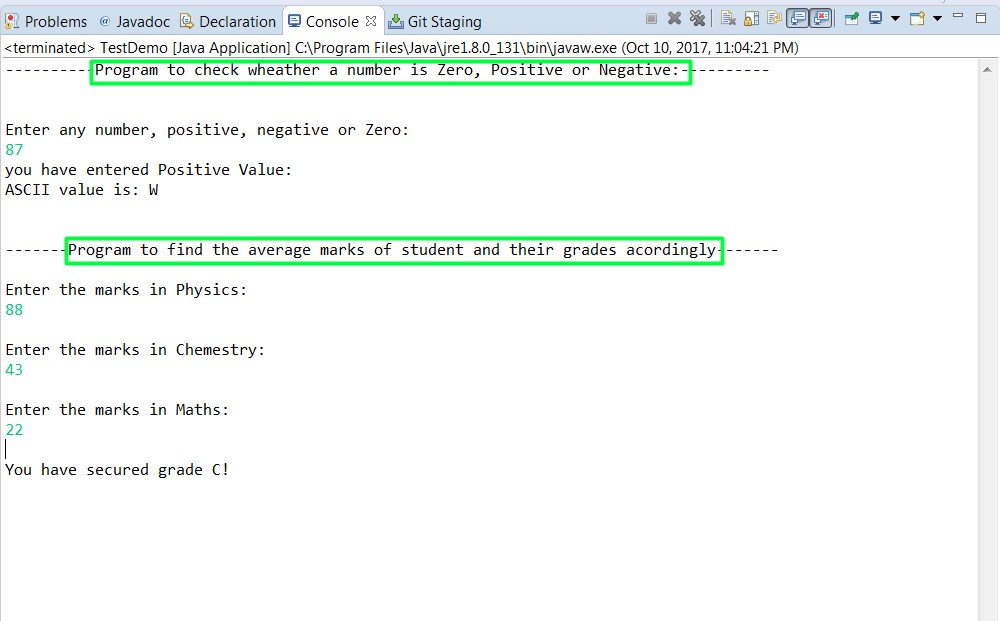 Problems @ Javadoc Declaration Console Git Staging
<terminated> TestDemo [Java Application] C:\Program Files\Java\jre1.8.0_131\bin\javaw.exe (Oct 10, 2017, 11:04:21 PM)
----------Program to check wheather a number is Zero, Positive or Negative:----------
Enter any number, positive, negative or Zero:
87
you have entered Positive Value:
ASCII value is: W
-------Program to find the average marks of student and their grades acordingly-------
Enter the marks in Physics:
88
Enter the marks in Chemestry:
43
Enter the marks in Maths:
22
You have secured grade C!